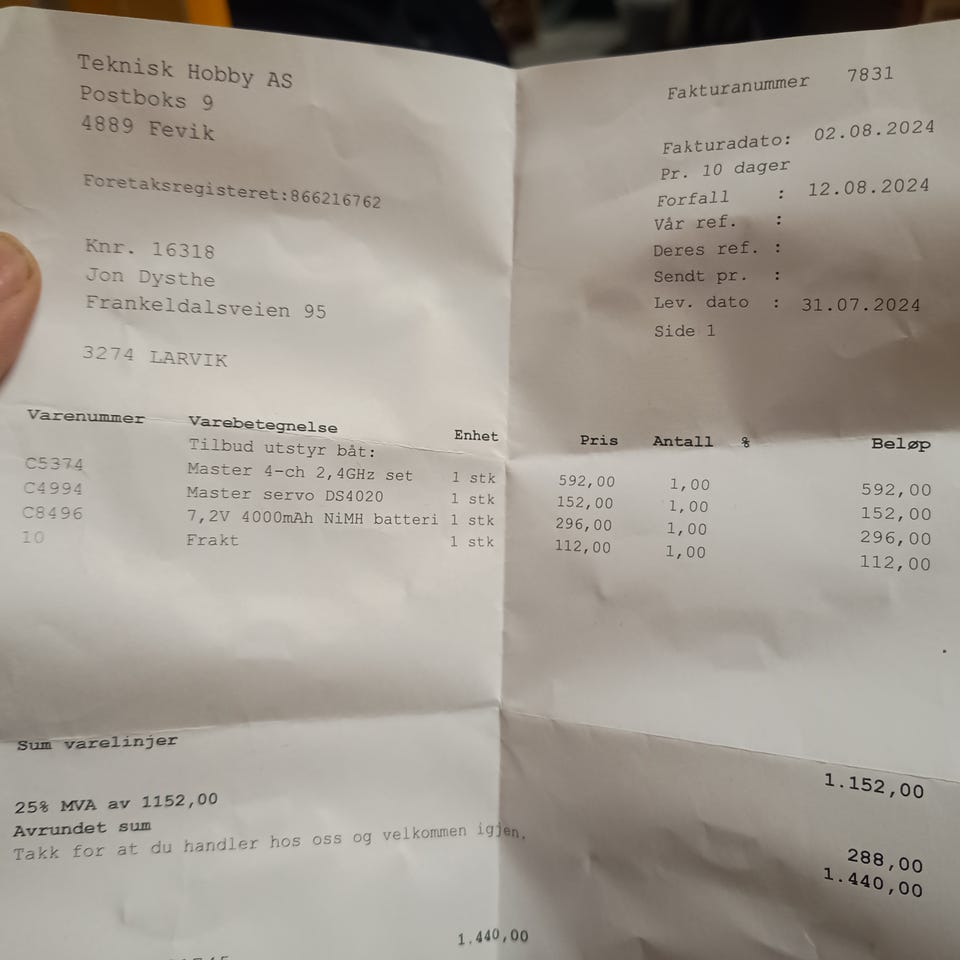 Teknisk Hobby AS
Postboks 9
4889 Fevik
Foretaksregisteret:866216762
Knr. 16318
Jon Dysthe
Frankeldalsveien 95
3274 LARVIK
Fakturanummer 7831
Fakturadato: 02.08.2024
Pr. 10 dager
Forfall : 12.08.2024
Vår ref. :
Deres ref. :
Sendt pr. :
Lev. dato : 31.07.2024
Side 1
Varenummer Varebetegnelse Enhet Pris Antall % Beløp
Tilbud utstyr båt:
C5374 Master 4-ch 2,4GHz set 1 stk 592,00 1,00 592,00
C4994 Master servo DS4020 1 stk 152,00 1,00 152,00
C8496 7,2V 4000mAh NiMH batteri 1 stk 296,00 1,00 296,00
10 Frakt 1 stk 112,00 1,00 112,00
Sum varelinjer 1.152,00
25% MVA av 1152,00 288,00
Avrundet sum 1.440,00
Takk for at du handler hos oss og velkommen igjen.
1.440,00